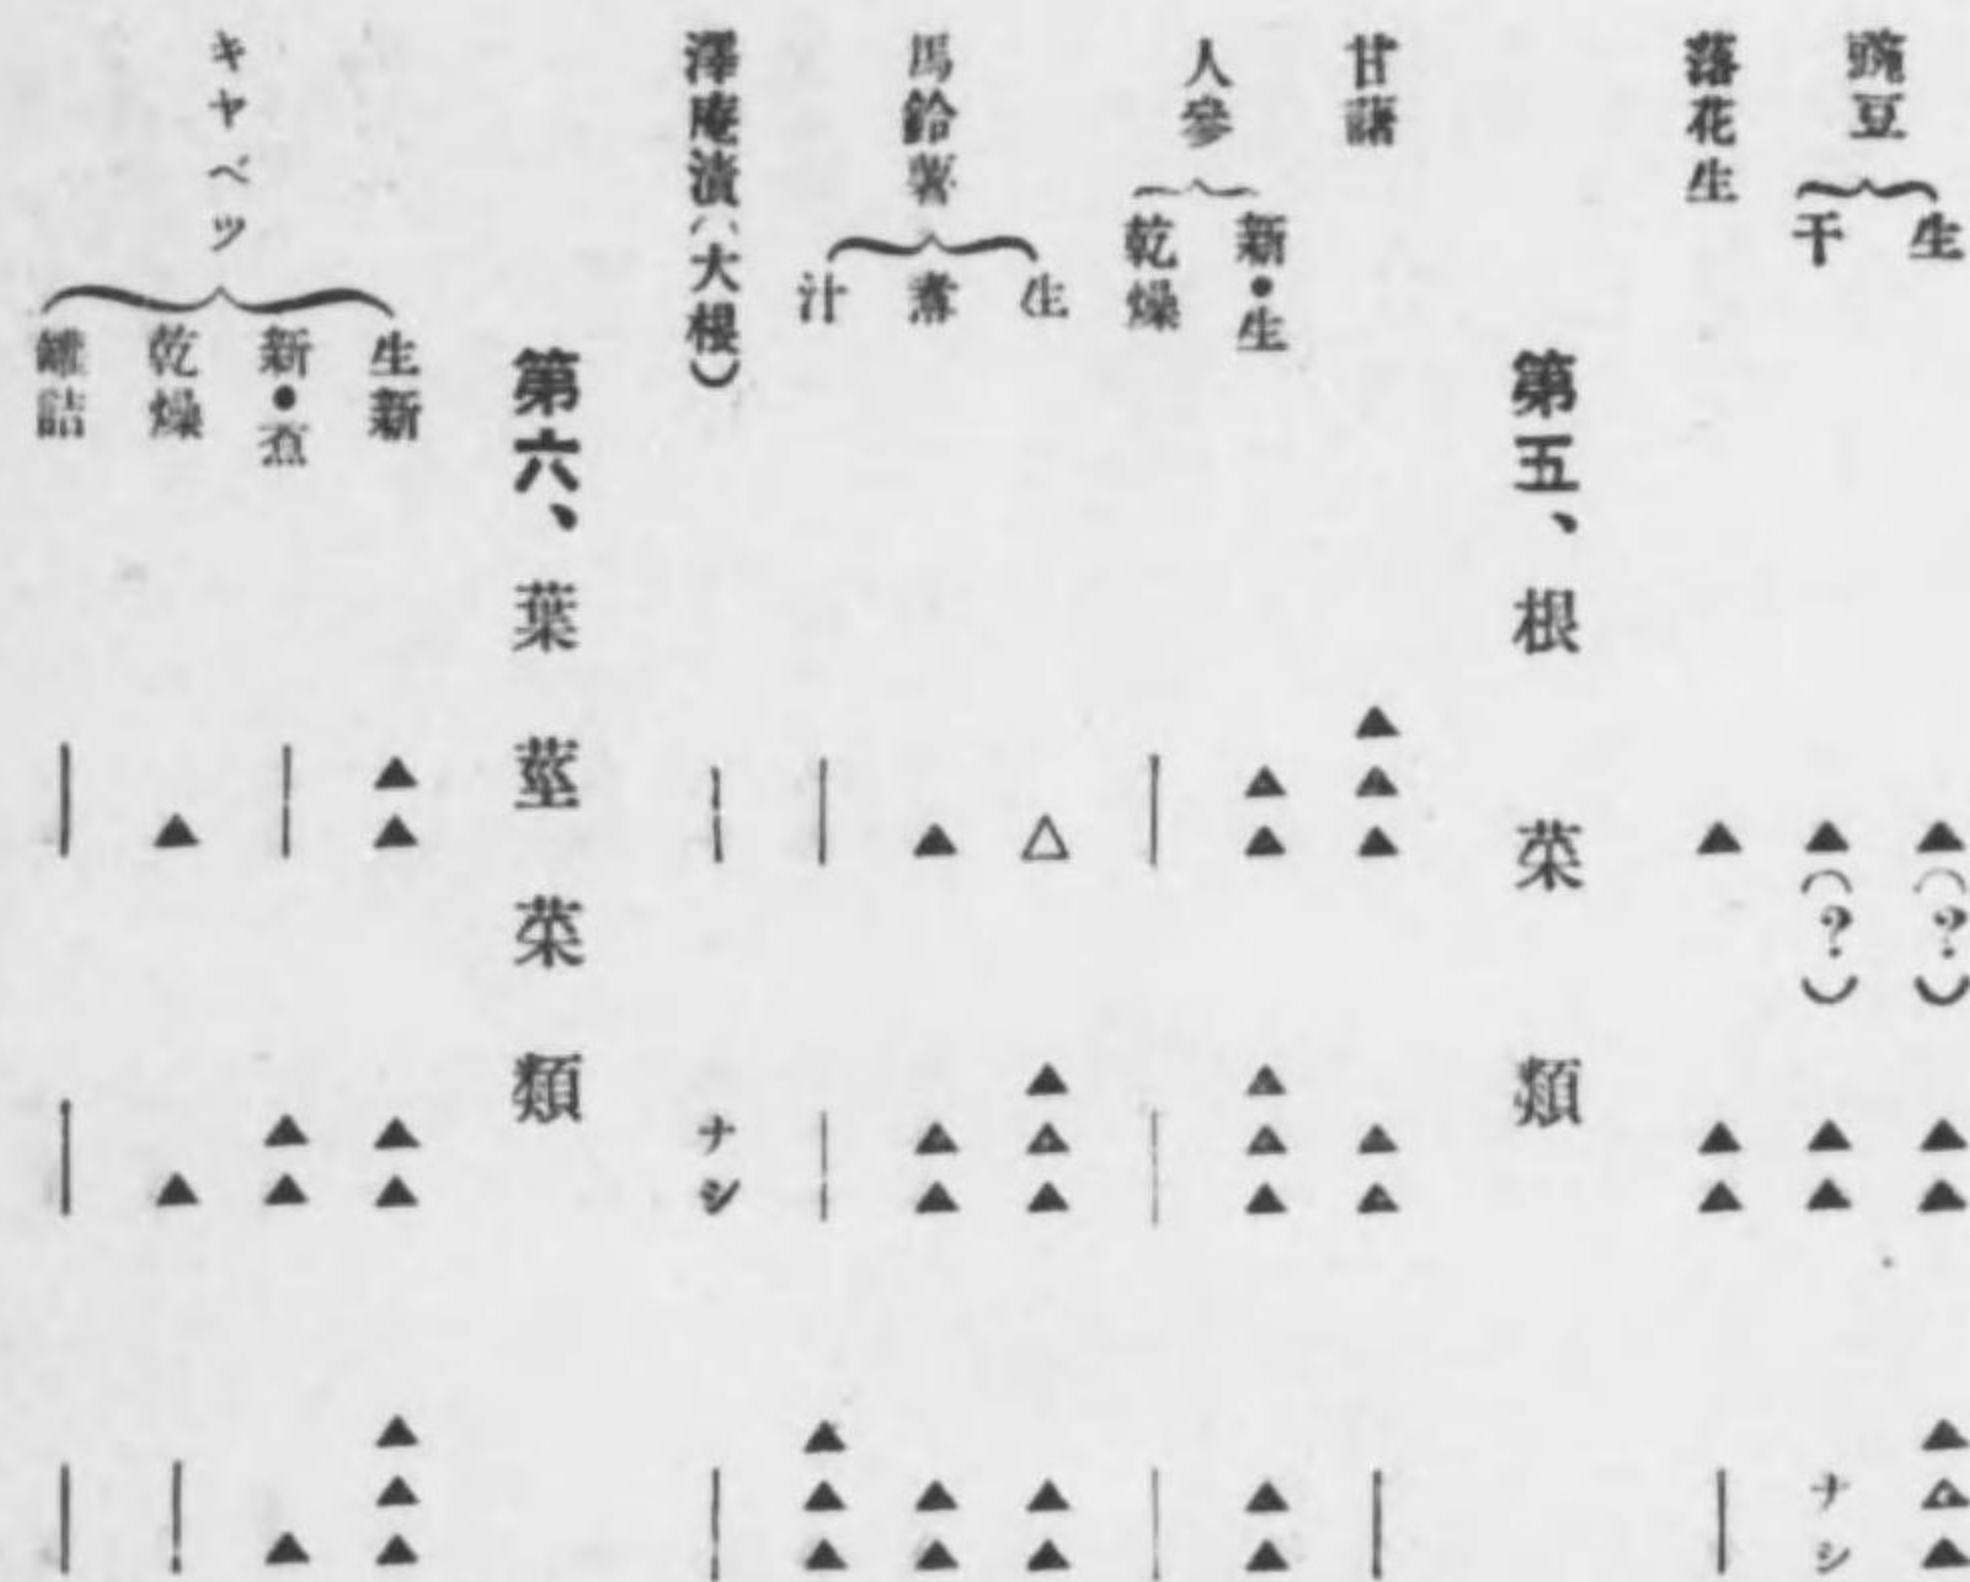 豌豆
生 ▲(?) ▲▲ ▲▲▲
干 ▲(?) ▲▲ ナシ
落花生 ▲ ▲▲ ｜
第五、根菜類
甘藷 ▲▲▲ ▲▲ ｜
人參
新・生 ▲▲ ▲▲▲ ▲▲
乾燥 ｜ ｜ ｜
馬鈴薯
生 △ ▲▲▲ ▲▲
煮 ▲ ▲▲ ▲▲
汁 ｜ ｜ ▲▲▲
澤庵漬(大根) ｜ ナシ ｜
第六、葉莖菜類
キヤベツ
生新 ▲▲ ▲▲ ▲▲▲
新・煮 ｜ ▲▲ ▲
乾燥 ▲ ▲ ｜
罐詰 ｜ ｜ ｜